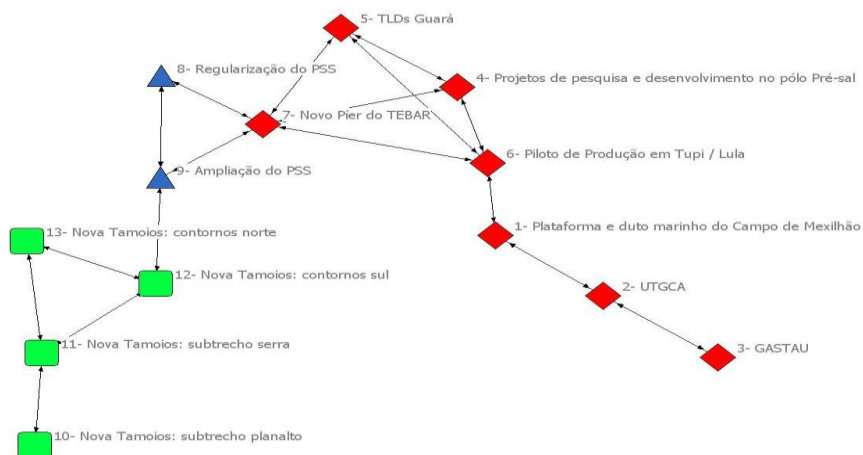 5- TLDs Guará
8- Regularização do PSS
4- Projetos de pesquisa e desenvolvimento no pólo Pré-sal
7- Novo Píer do TEBAR
6- Piloto de Produção em Tupi / Lula
9- Ampliação do PSS
1- Plataforma e duto marinho do Campo de Mexilhão
13- Nova Tamoios: contornos norte
12- Nova Tamoios: contornos sul
2- UTGCA
11- Nova Tamoios: subtrecho serra
3- GASTAU
10- Nova Tamoios: subtrecho planalto